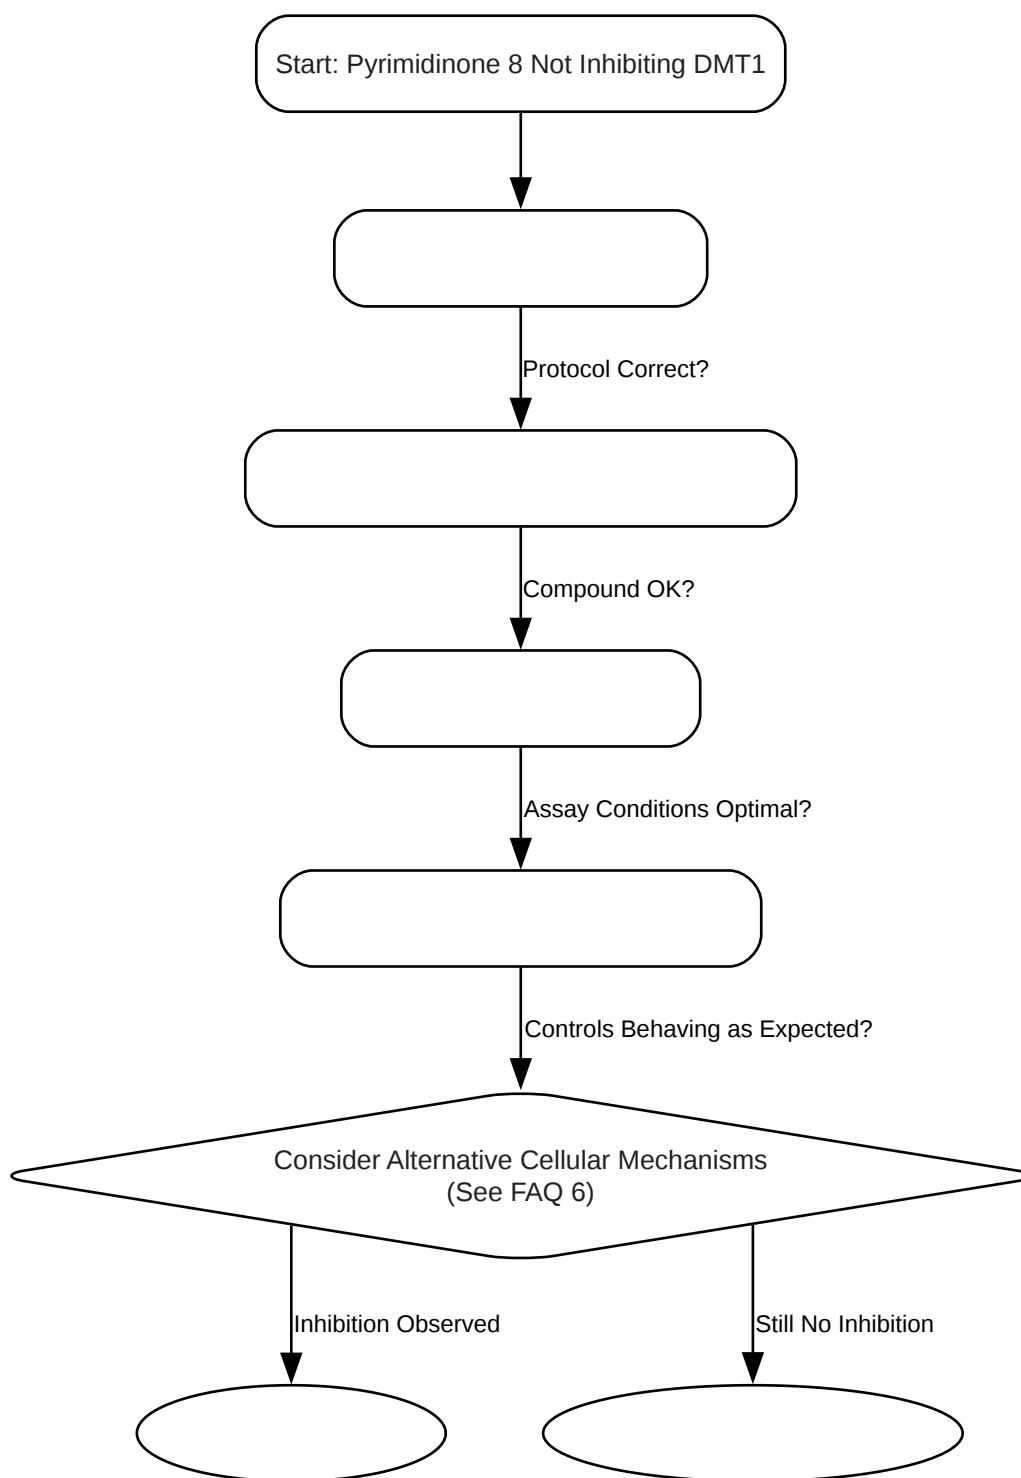 Start: Pyrimidinone 8 Not Inhibiting DMT1
Protocol Correct?
Compound OK?
Assay Conditions Optimal?
Controls Behaving as Expected?
Consider Alternative Cellular Mechanisms
(See FAQ 6)
Inhibition Observed
Still No Inhibition